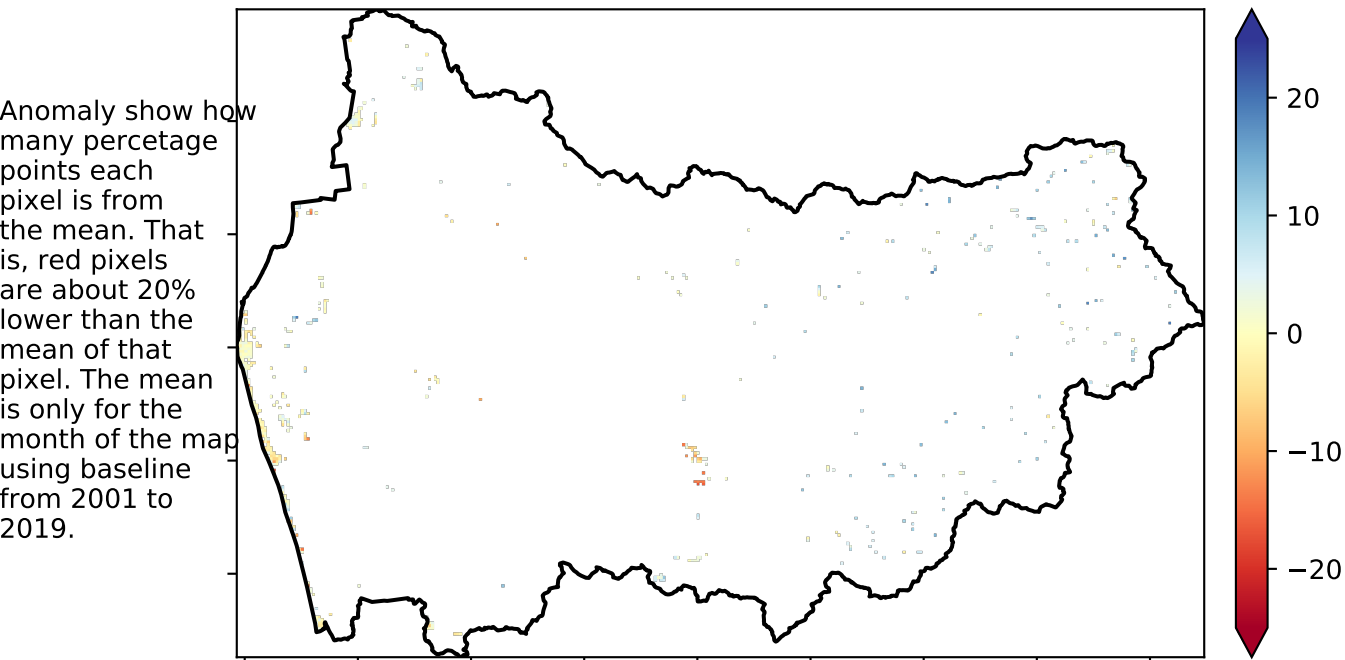 Anomaly show how
many percetage
points each
pixel is from
the mean. That
is, red pixels
are about 20%
lower than the
mean of that
pixel. The mean
is only for the
month of the map
using baseline
from 2001 to
2019.
20
10
0
−10
−20